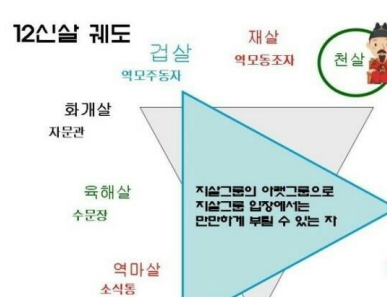 12신살 궤도
겁살
역모주동자
재살
역모동조자
천살
화개살
자문관
육해살
수문장
지살그룹의 아랫그룹으로
지살그룹 입장에서는
만만하게 부릴 수 있는 자
역마살
소식통